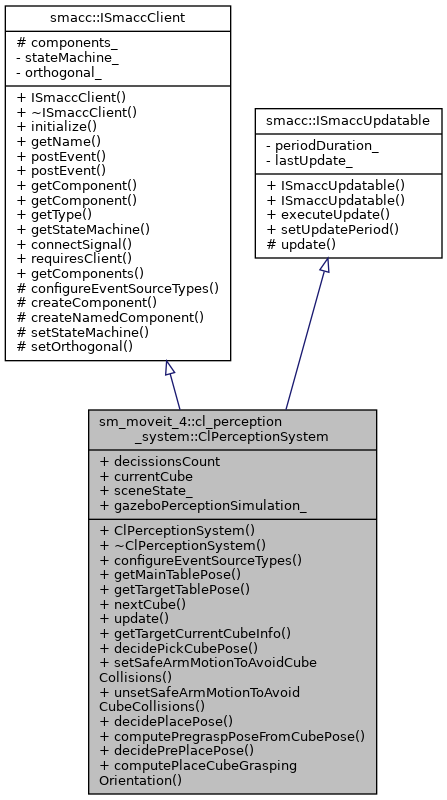 smacc::ISmaccClient
# components_
- stateMachine_
- orthogonal_
+ ISmaccClient()
+ ~ISmaccClient()
+ initialize()
+ getName()
+ postEvent()
+ postEvent()
+ getComponent()
+ getComponent()
+ getType()
+ getStateMachine()
+ connectSignal()
+ requiresClient()
+ getComponents()
# configureEventSourceTypes()
# createComponent()
# createNamedComponent()
# setStateMachine()
# setOrthogonal()
smacc::ISmaccUpdatable
- periodDuration_
- lastUpdate_
+ ISmaccUpdatable()
+ ISmaccUpdatable()
+ executeUpdate()
+ setUpdatePeriod()
# update()
sm_moveit_4::cl_perception
_system::ClPerceptionSystem
+ decissionsCount
+ currentCube
+ sceneState_
+ gazeboPerceptionSimulation_
+ ClPerceptionSystem()
+ ~ClPerceptionSystem()
+ configureEventSourceTypes()
+ getMainTablePose()
+ getTargetTablePose()
+ nextCube()
+ update()
+ getTargetCurrentCubeInfo()
+ decidePickCubePose()
+ setSafeArmMotionToAvoidCube
Collisions()
+ unsetSafeArmMotionToAvoid
CubeCollisions()
+ decidePlacePose()
+ computePregraspPoseFromCubePose()
+ decidePrePlacePose()
+ computePlaceCubeGrasping
Orientation()